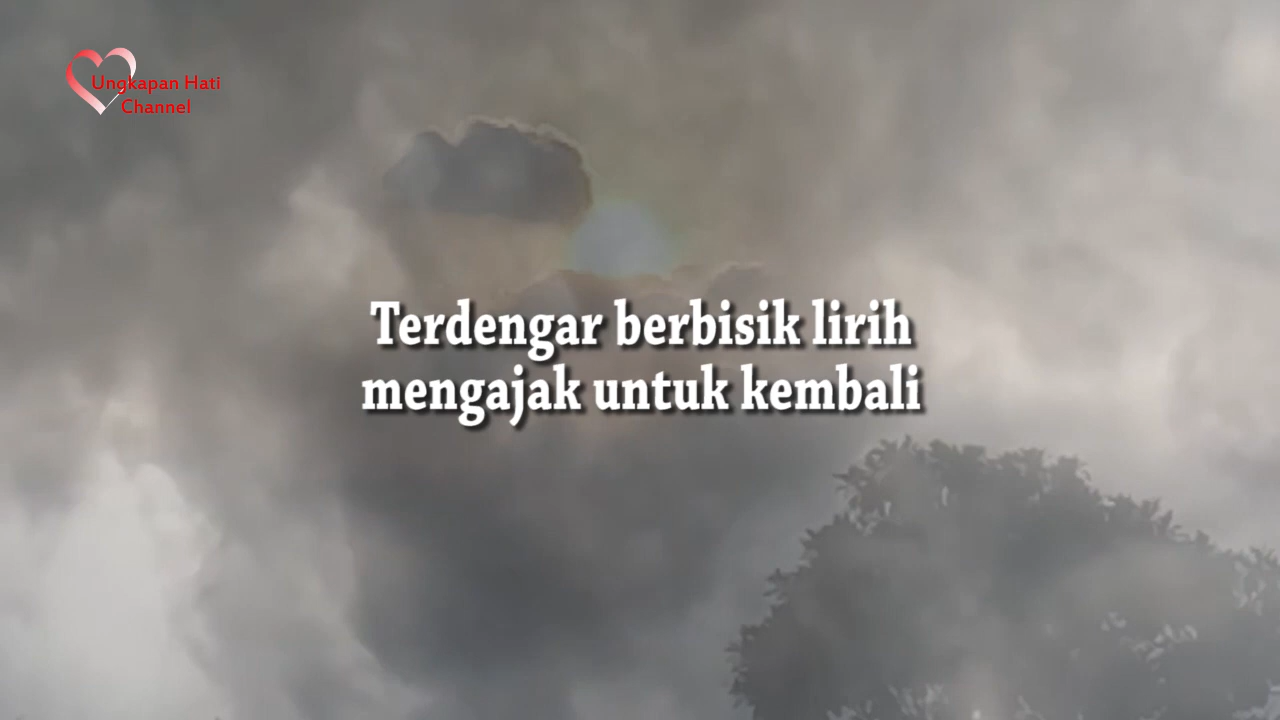 Ungkapan Hati
Channel
Terdengar berbisik lirih
mengajak untuk kembali